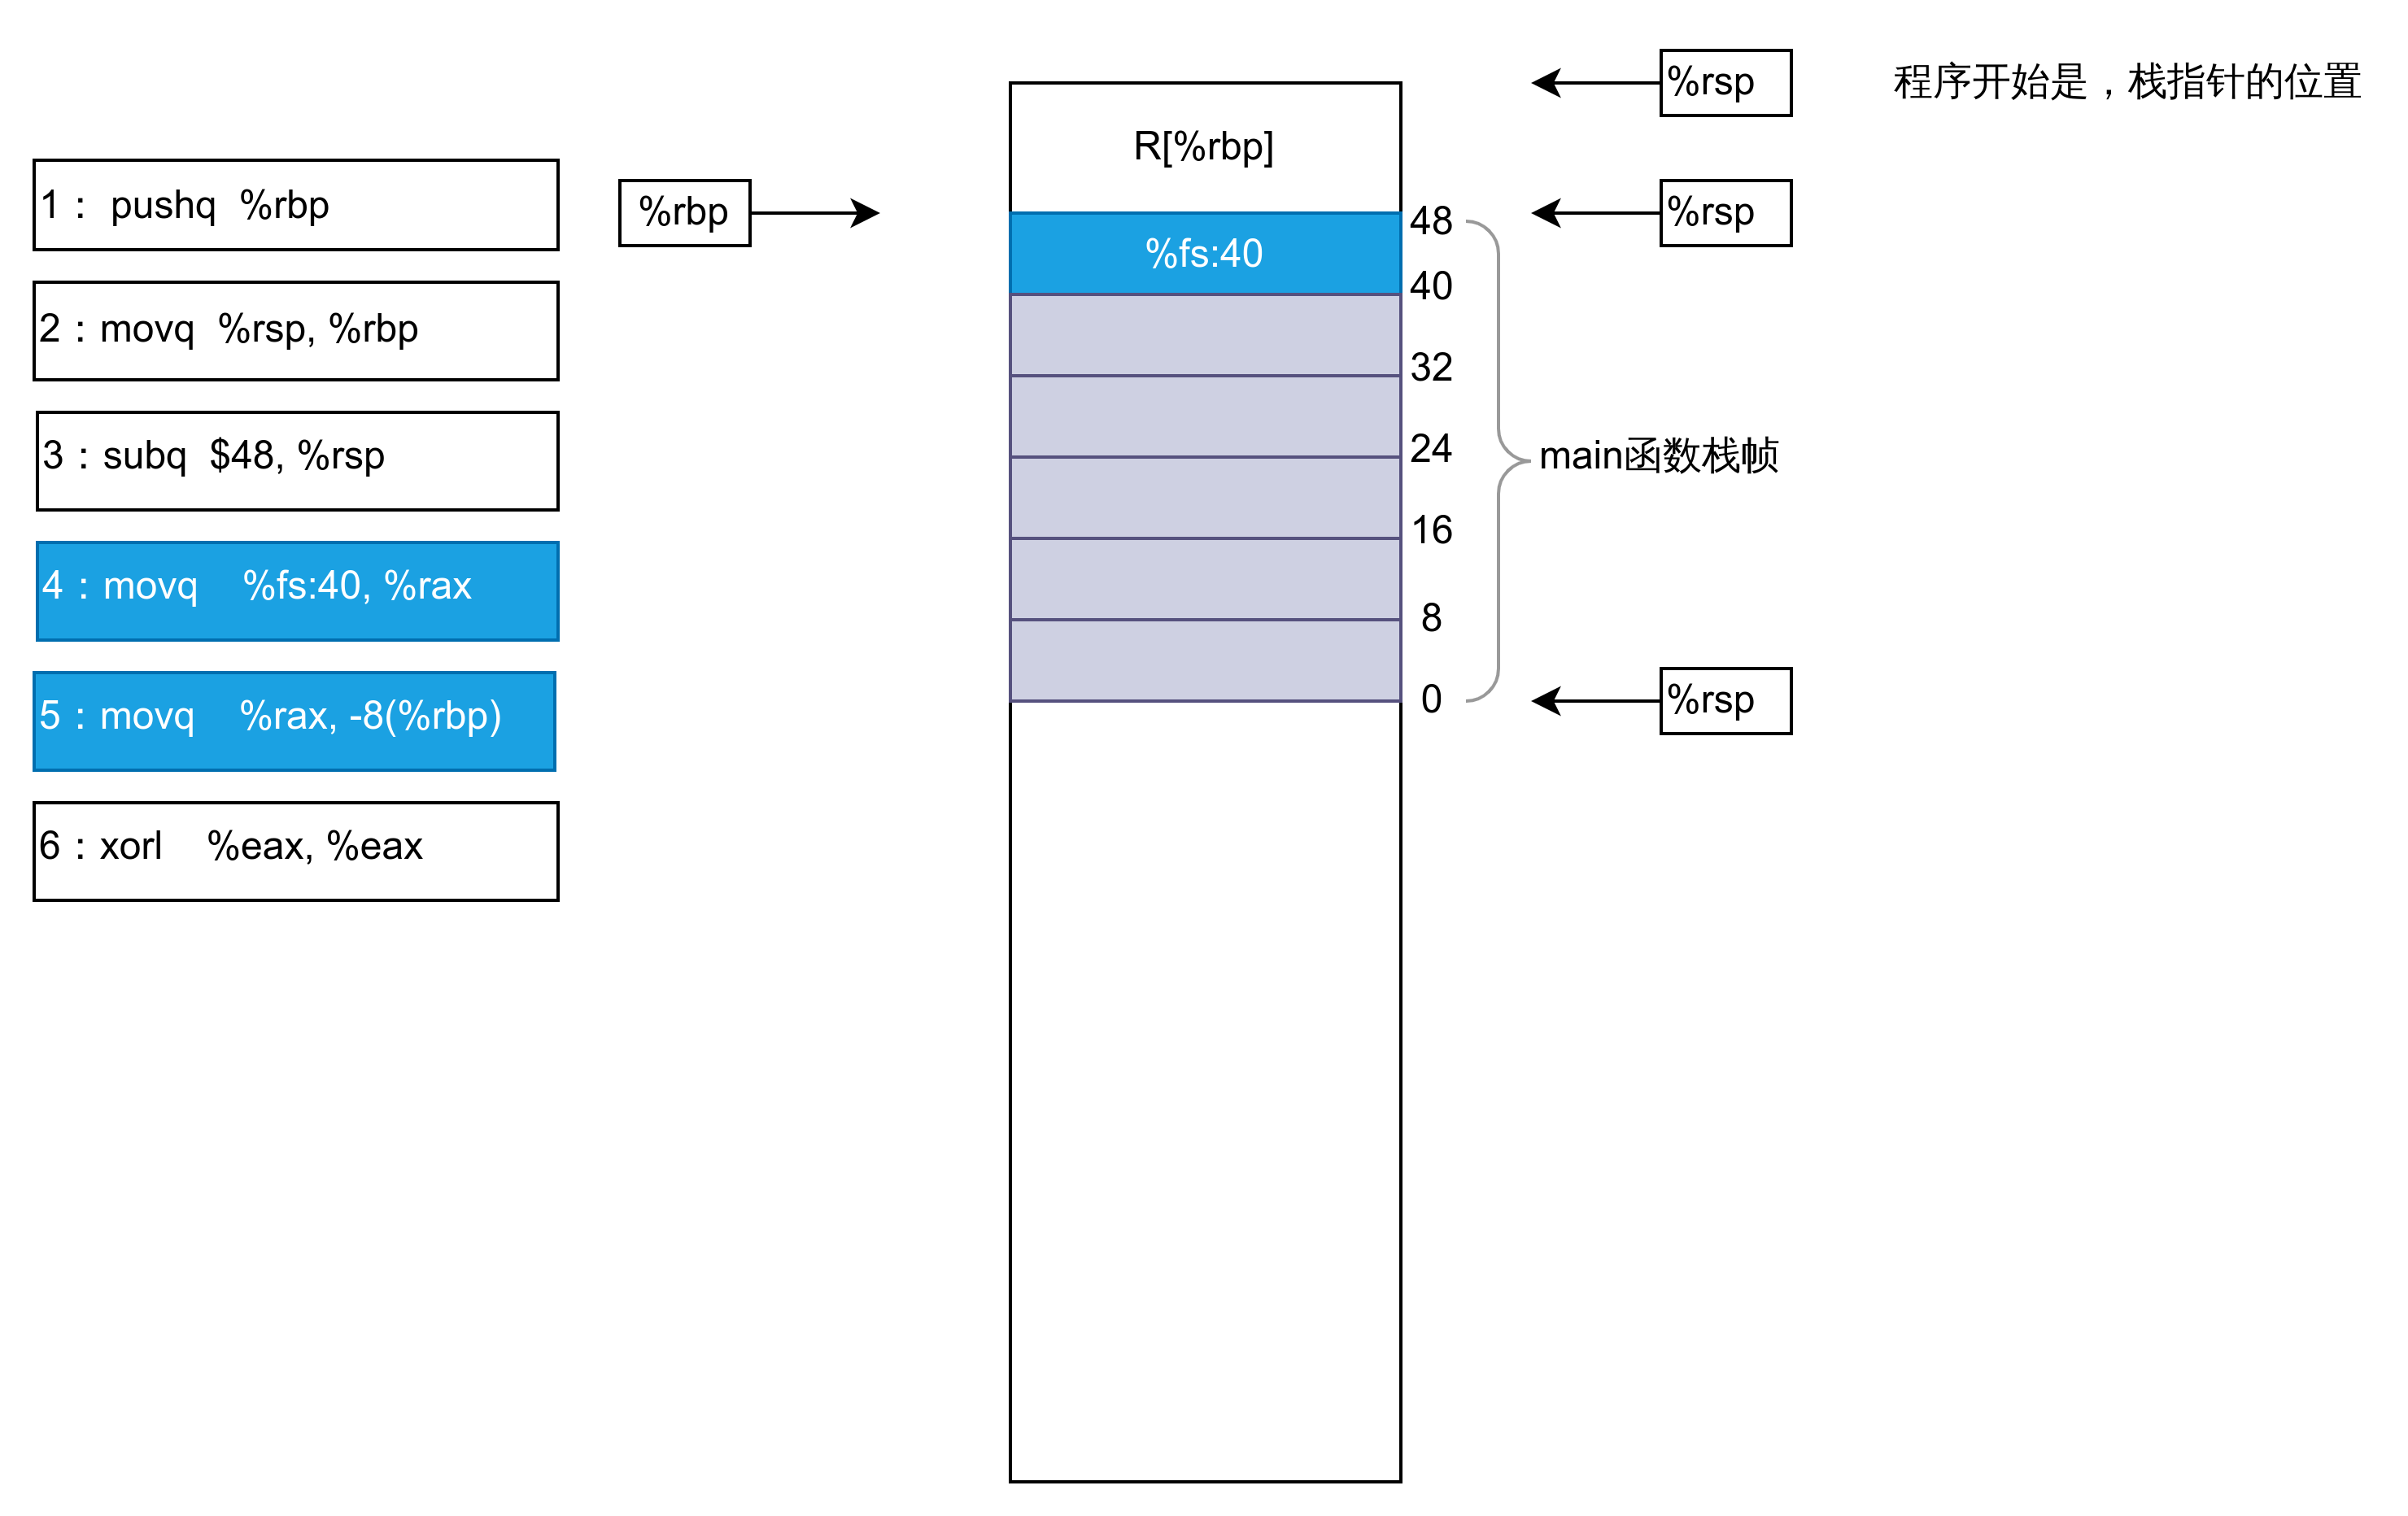 %rsp
程序开始是，栈指针的位置
R[%rbp]
1： pushq %rbp
%rbp
%rsp
48
%fs:40
40
2：movq %rsp, %rbp
32
3：subq $48, %rsp
24
main函数栈帧
16
4：movq %fs:40, %rax
8
5：movq %rax, -8(%rbp)
0
%rsp
6：xorl %eax, %eax